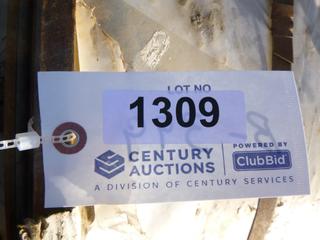 LOT NO
1309
CENTURY AUCTIONS
POWERED BY
ClubBid
A DIVISION OF CENTURY SERVICES